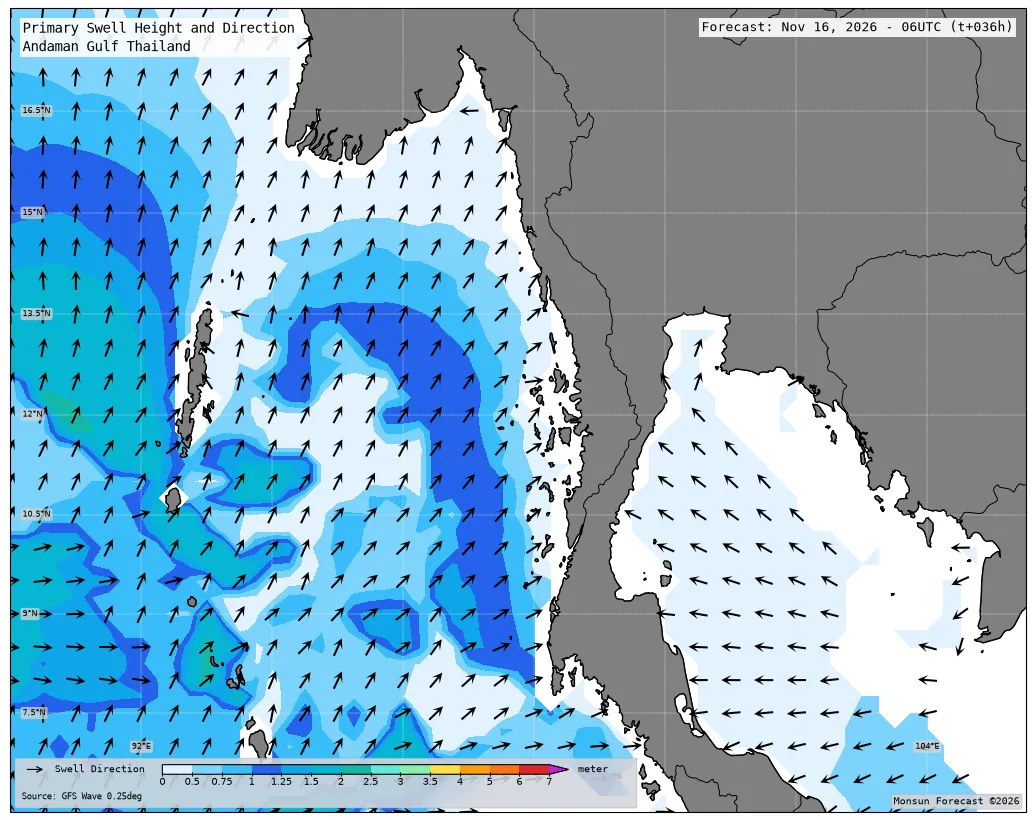 Primary Swell Height and Direction
Andaman Gulf Thailand
Forecast: Nov 16, 2026 - 06UTC (t+036h)
16.5°N
15°N
13.5°N
12°N
10.5°N
9°N
7.5°N
92°E
104°E
Swell Direction
0 0.5 0.75 1 1.25 1.5 2 2.5 3 3.5 4 5 6 7
meter
Source: GFS Wave 0.25deg
Monsun Forecast ©2026